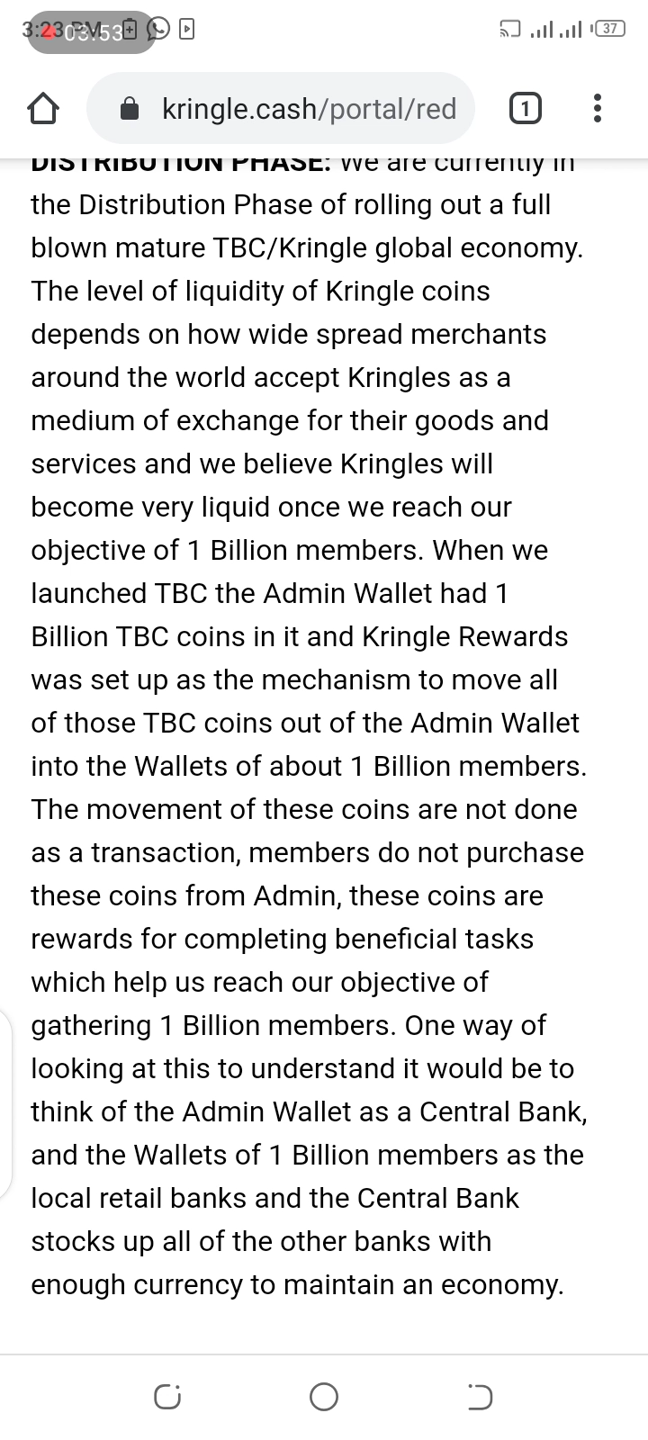 3:23 PM
03:53
37
kringle.cash/portal/red
1
DISTRIBUTION PHASE: We are currently in
the Distribution Phase of rolling out a full
blown mature TBC/Kringle global economy.
The level of liquidity of Kringle coins
depends on how wide spread merchants
around the world accept Kringles as a
medium of exchange for their goods and
services and we believe Kringles will
become very liquid once we reach our
objective of 1 Billion members. When we
launched TBC the Admin Wallet had 1
Billion TBC coins in it and Kringle Rewards
was set up as the mechanism to move all
of those TBC coins out of the Admin Wallet
into the Wallets of about 1 Billion members.
The movement of these coins are not done
as a transaction, members do not purchase
these coins from Admin, these coins are
rewards for completing beneficial tasks
which help us reach our objective of
gathering 1 Billion members. One way of
looking at this to understand it would be to
think of the Admin Wallet as a Central Bank,
and the Wallets of 1 Billion members as the
local retail banks and the Central Bank
stocks up all of the other banks with
enough currency to maintain an economy.